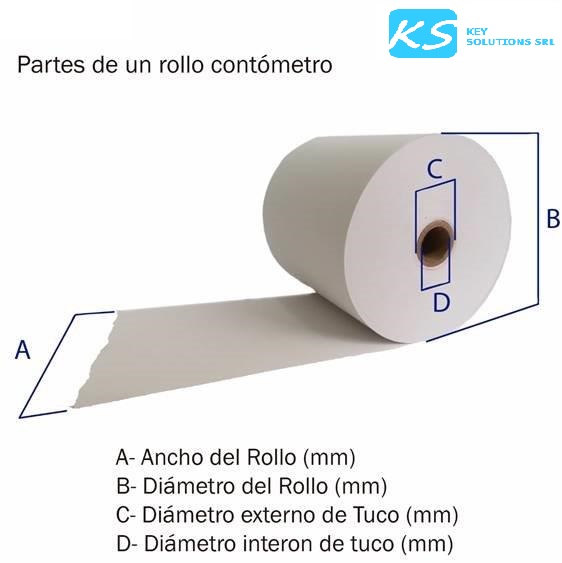 KS KEY
SOLUTIONS SRL
Partes de un rollo contómetro
C
B
D
A
A- Ancho del Rollo (mm)
B- Diámetro del Rollo (mm)
C- Diámetro externo de Tuco (mm)
D- Diámetro interon de tuco (mm)